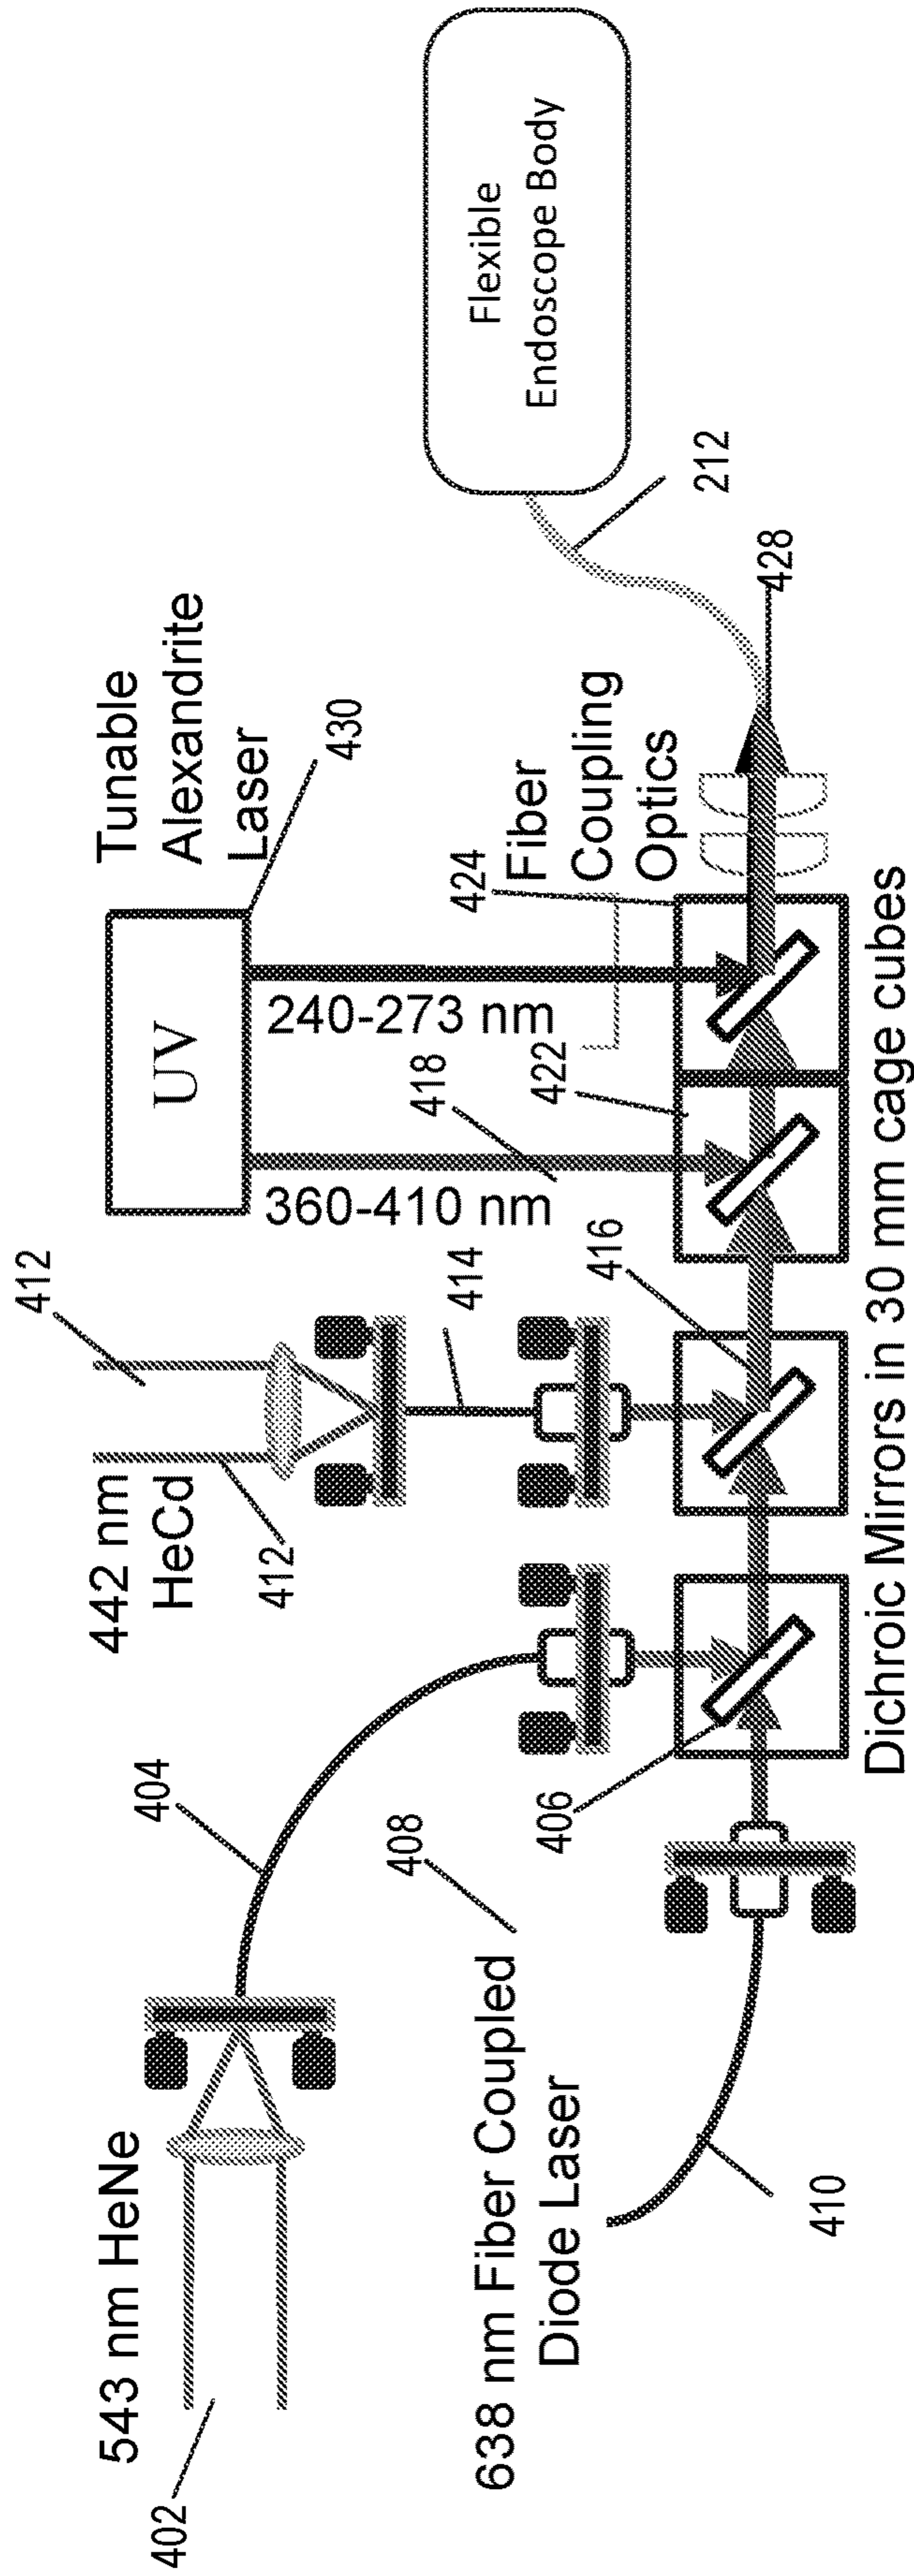 402
543 nm HeNe
404
638 nm Fiber Coupled
Diode Laser
408
410
406
442 nm
HeCd
412
412
414
416
UV
Tunable
Alexandrite
Laser
430
360-410 nm
240-273 nm
418
422
424
Fiber
Coupling
Optics
428
212
Flexible
Endoscope Body
Dichroic Mirrors in 30 mm cage cubes